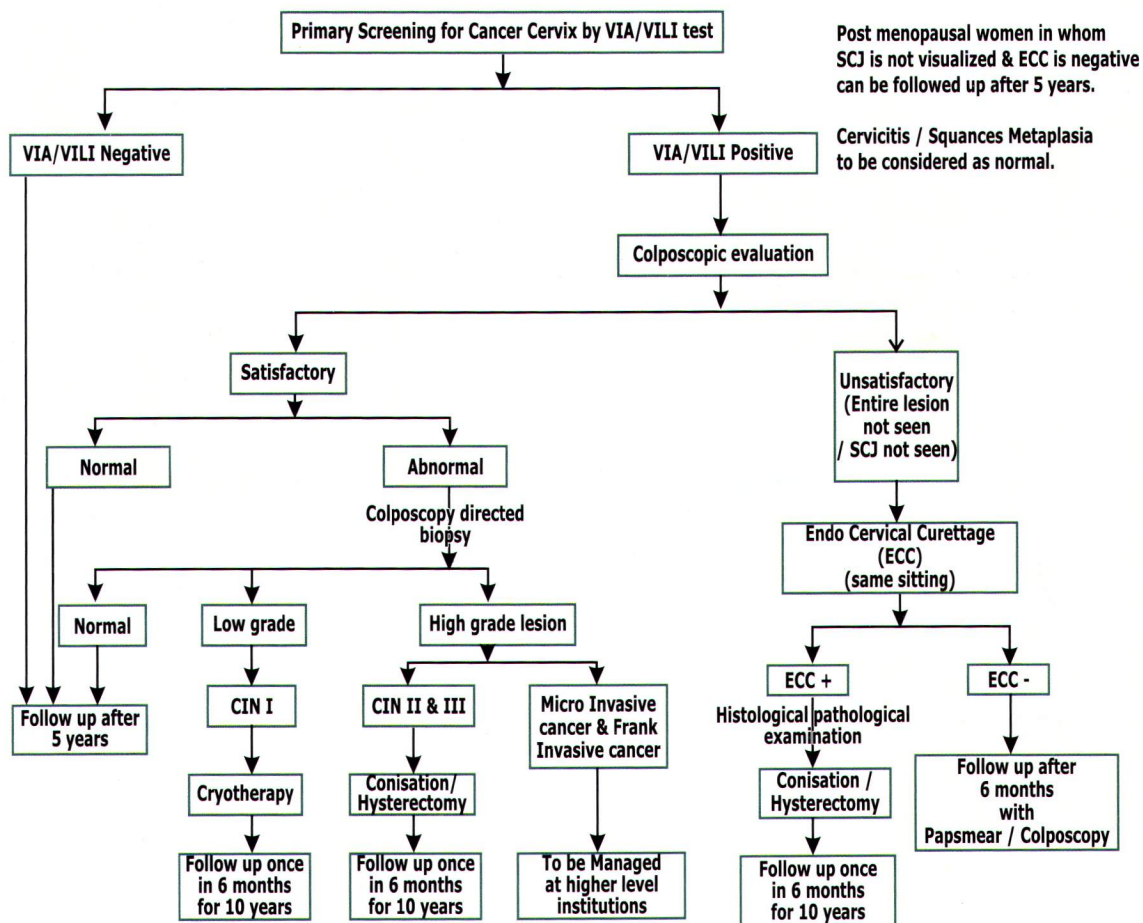 Primary Screening for Cancer Cervix by VIA/VILI test
Post menopausal women in whom
SCJ is not visualized & ECC is negative
can be followed up after 5 years.
Cervicitis / Squances Metaplasia
to be considered as normal.
VIA/VILI Negative
VIA/VILI Positive
Colposcopic evaluation
Satisfactory
Unsatisfactory
(Entire lesion
not seen
/ SCJ not seen)
Normal
Abnormal
Colposcopy directed
biopsy
Endo Cervical Curettage
(ECC)
(same sitting)
Normal
Low grade
High grade lesion
ECC +
ECC -
Histological pathological
examination
Follow up after
5 years
CIN I
CIN II & III
Micro Invasive
cancer & Frank
Invasive cancer
Cryotherapy
Conisation/
Hysterectomy
Conisation /
Hysterectomy
Follow up after
6 months
with
Papsmear / Colposcopy
Follow up once
in 6 months
for 10 years
Follow up once
in 6 months
for 10 years
To be Managed
at higher level
institutions
Follow up once
in 6 months
for 10 years